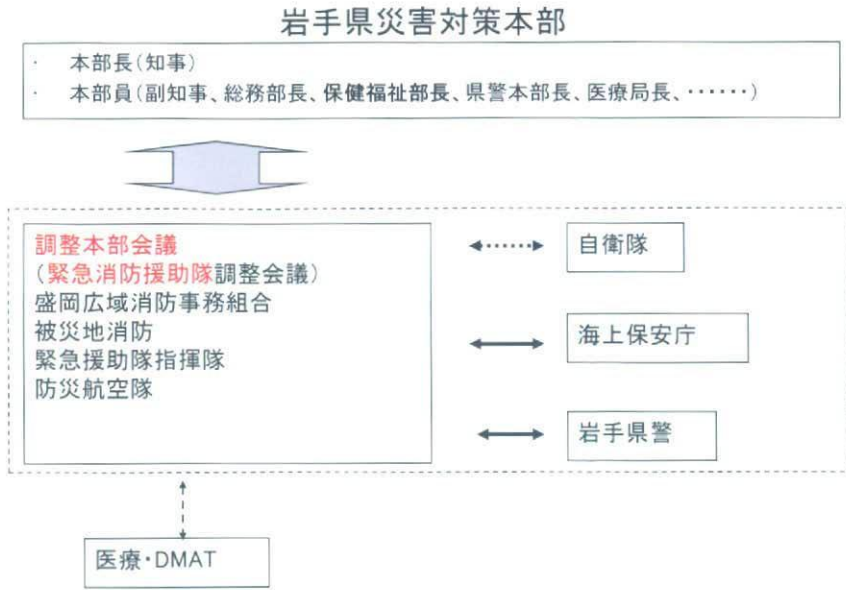 岩手県災害対策本部
・ 本部長(知事)
・ 本部員(副知事、総務部長、保健福祉部長、県警本部長、医療局長、‥‥‥)
調整本部会議
(緊急消防援助隊調整会議)
盛岡広域消防事務組合
被災地消防
緊急援助隊指揮隊
防災航空隊
自衛隊
海上保安庁
岩手県警
医療・DMAT